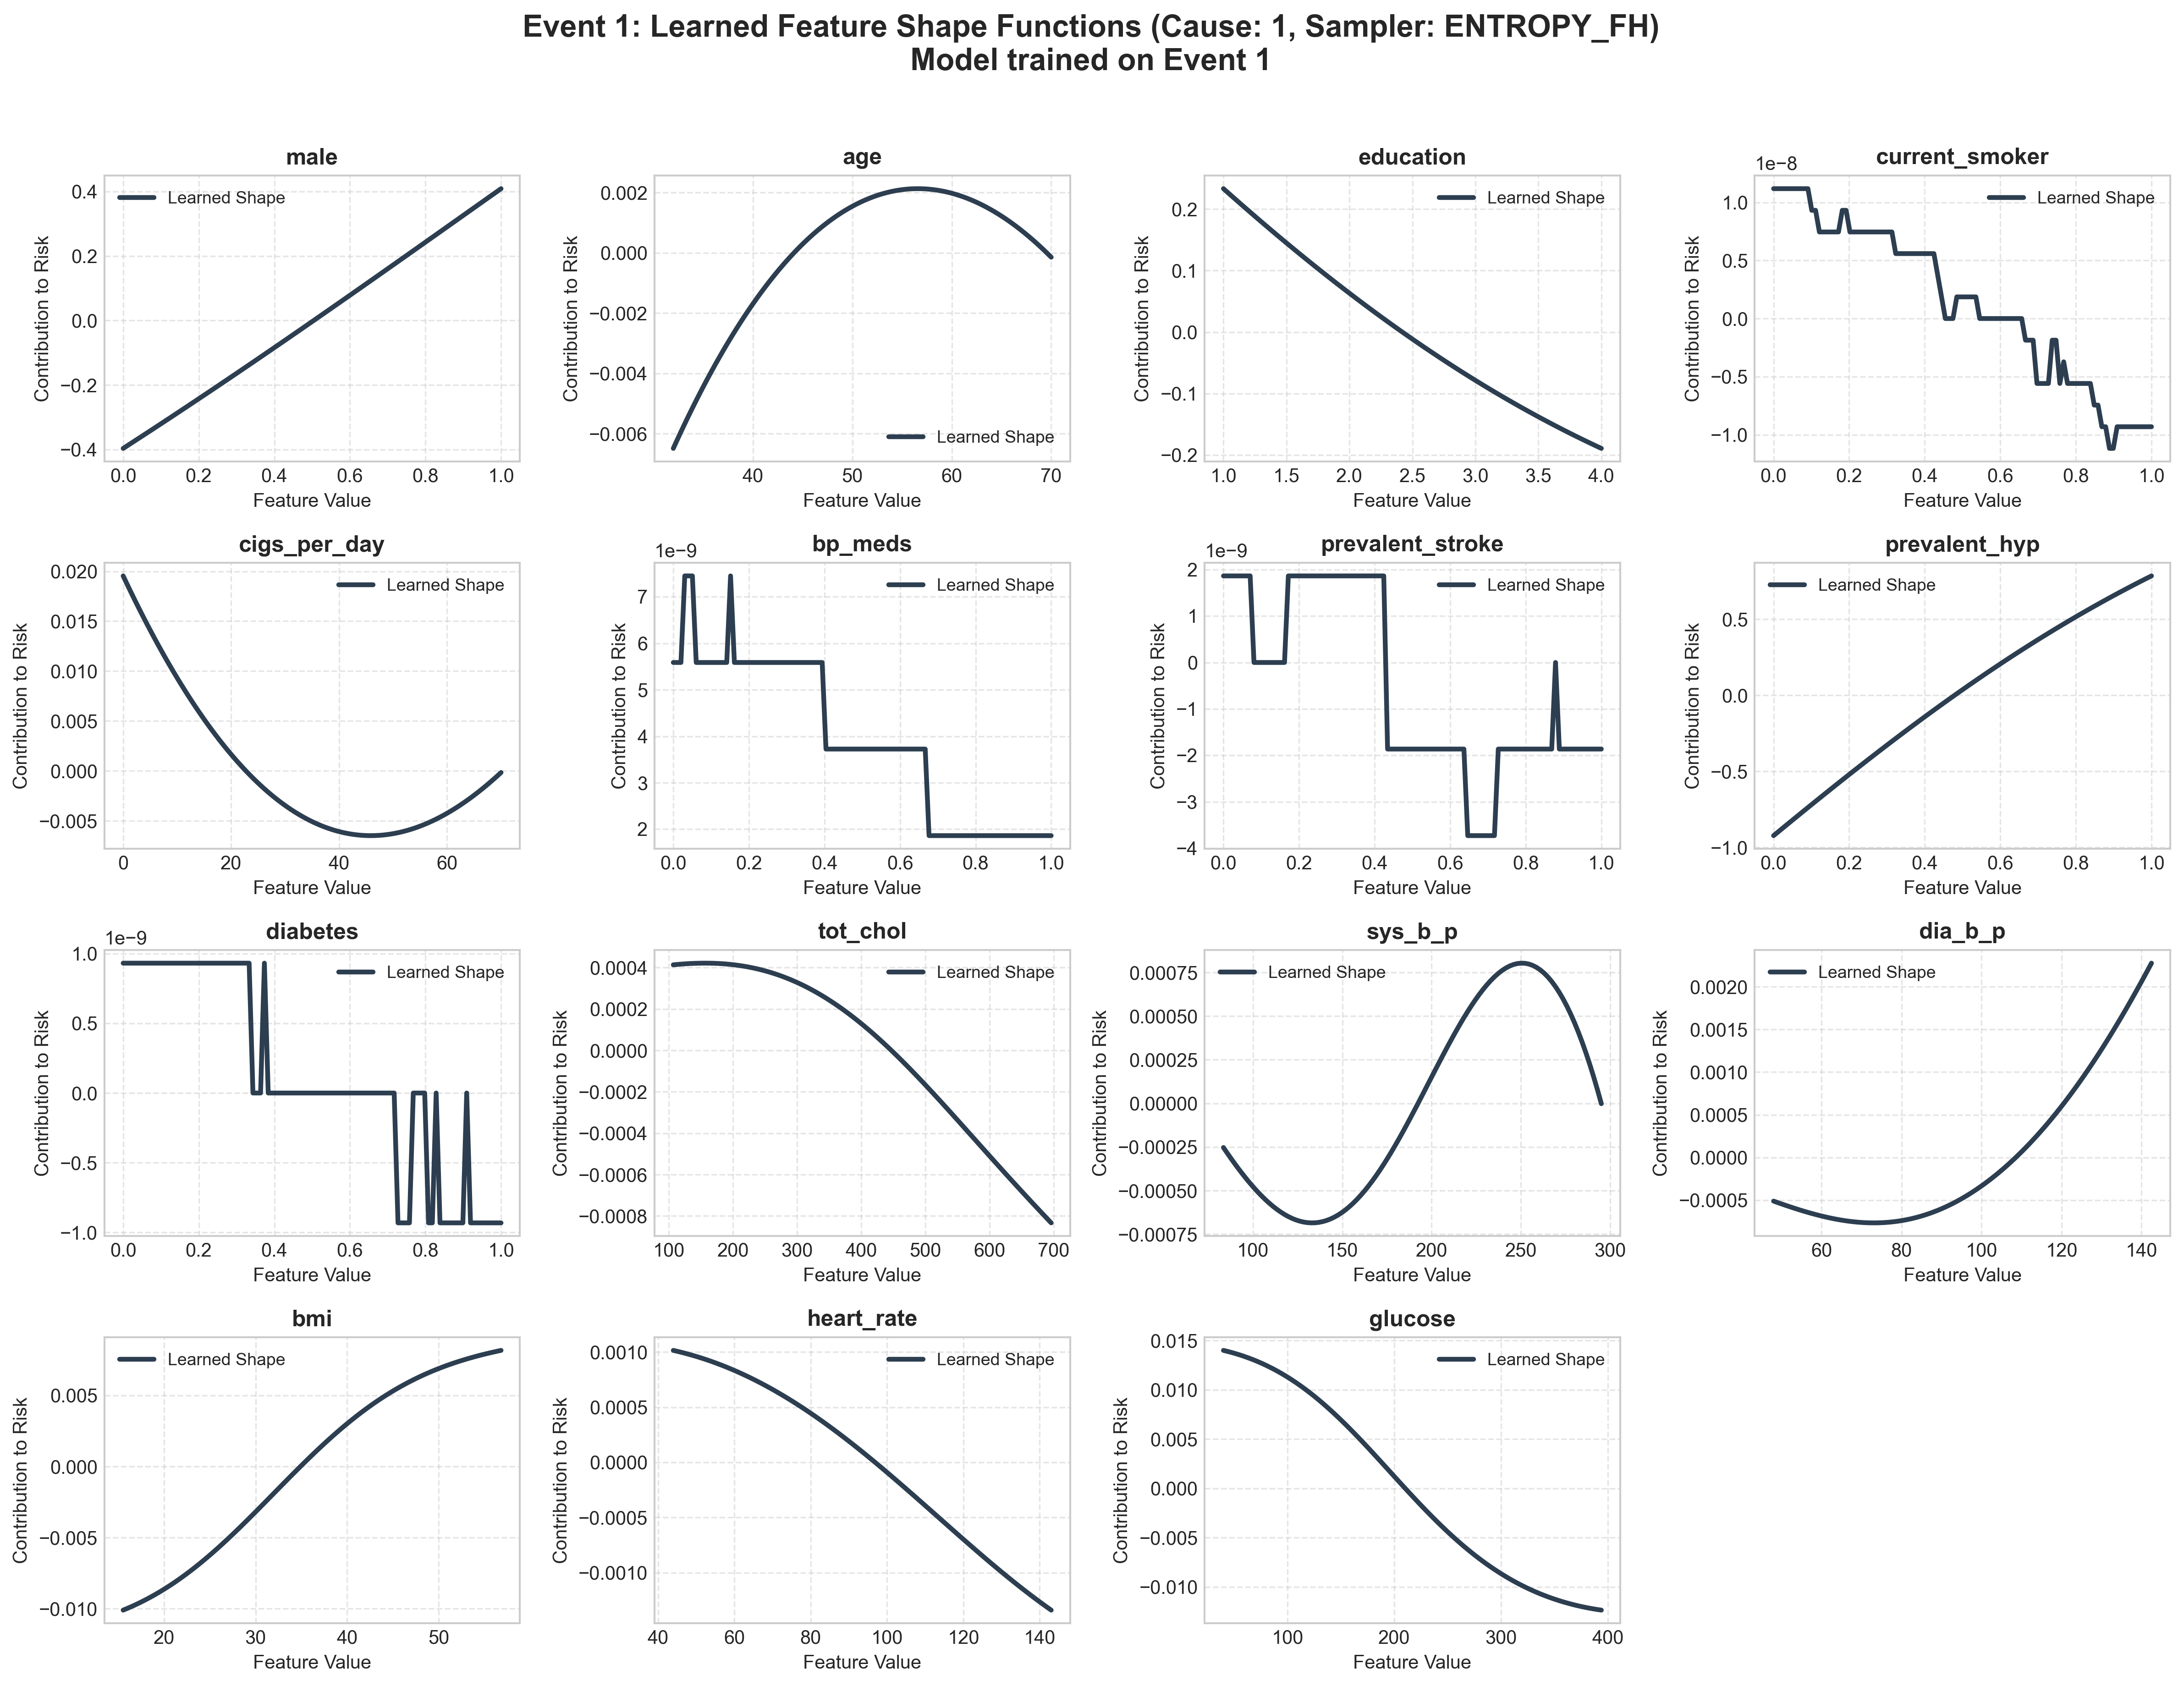 Event 1: Learned Feature Shape Functions (Cause: 1, Sampler: ENTROPY_FH)
Model trained on Event 1
male
Learned Shape
Contribution to Risk
0.4
0.2
0.0
−0.2
−0.4
0.0 0.2 0.4 0.6 0.8 1.0
Feature Value
age
Learned Shape
Contribution to Risk
0.002
0.000
−0.002
−0.004
−0.006
40 50 60 70
Feature Value
education
Learned Shape
Contribution to Risk
0.2
0.1
0.0
−0.1
−0.2
1.0 1.5 2.0 2.5 3.0 3.5 4.0
Feature Value
1e−8
current_smoker
Learned Shape
Contribution to Risk
1.0
0.5
0.0
−0.5
−1.0
0.0 0.2 0.4 0.6 0.8 1.0
Feature Value
cigs_per_day
Learned Shape
Contribution to Risk
0.020
0.015
0.010
0.005
0.000
−0.005
0 20 40 60
Feature Value
1e−9
bp_meds
Learned Shape
Contribution to Risk
7
6
5
4
3
2
0.0 0.2 0.4 0.6 0.8 1.0
Feature Value
1e−9
prevalent_stroke
Learned Shape
Contribution to Risk
2
1
0
−1
−2
−3
−4
0.0 0.2 0.4 0.6 0.8 1.0
Feature Value
prevalent_hyp
Learned Shape
Contribution to Risk
0.5
0.0
−0.5
−1.0
0.0 0.2 0.4 0.6 0.8 1.0
Feature Value
1e−9
diabetes
Learned Shape
Contribution to Risk
1.0
0.5
0.0
−0.5
−1.0
0.0 0.2 0.4 0.6 0.8 1.0
Feature Value
tot_chol
Learned Shape
Contribution to Risk
0.0004
0.0002
0.0000
−0.0002
−0.0004
−0.0006
−0.0008
100 200 300 400 500 600 700
Feature Value
sys_b_p
Learned Shape
Contribution to Risk
0.00075
0.00050
0.00025
0.00000
−0.00025
−0.00050
−0.00075
100 150 200 250 300
Feature Value
dia_b_p
Learned Shape
Contribution to Risk
0.0020
0.0015
0.0010
0.0005
0.0000
−0.0005
60 80 100 120 140
Feature Value
bmi
Learned Shape
Contribution to Risk
0.005
0.000
−0.005
−0.010
20 30 40 50
Feature Value
heart_rate
Learned Shape
Contribution to Risk
0.0010
0.0005
0.0000
−0.0005
−0.0010
40 60 80 100 120 140
Feature Value
glucose
Learned Shape
Contribution to Risk
0.015
0.010
0.005
0.000
−0.005
−0.010
100 200 300 400
Feature Value